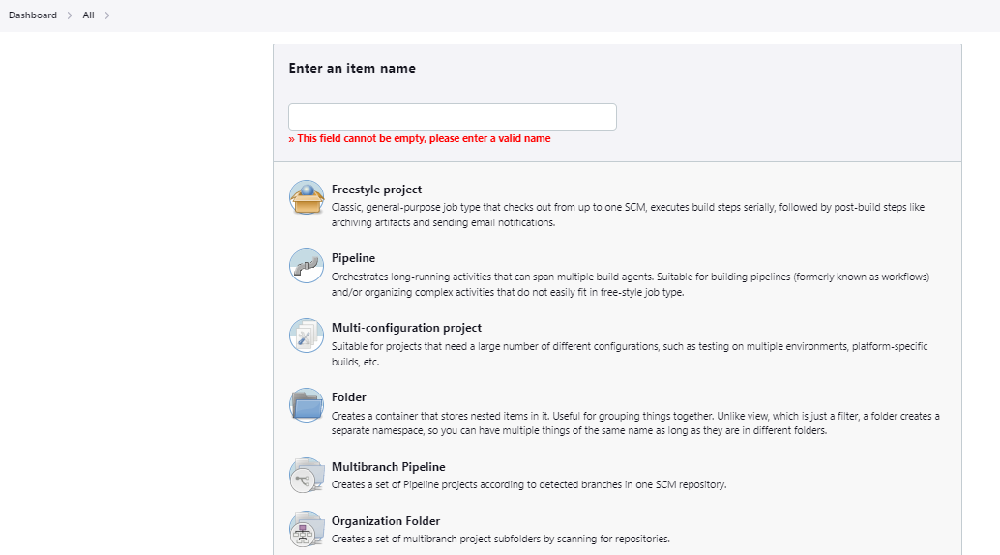 Dashboard > All >
Enter an item name
» This field cannot be empty, please enter a valid name
Freestyle project
Classic, general-purpose job type that checks out from up to one SCM, executes build steps serially, followed by post-build steps like
archiving artifacts and sending email notifications.
Pipeline
Orchestrates long-running activities that can span multiple build agents. Suitable for building pipelines (formerly known as workflows)
and/or organizing complex activities that do not easily fit in free-style job type.
Multi-configuration project
Suitable for projects that need a large number of different configurations, such as testing on multiple environments, platform-specific
builds, etc.
Folder
Creates a container that stores nested items in it. Useful for grouping things together. Unlike view, which is just a filter, a folder creates a
separate namespace, so you can have multiple things of the same name as long as they are in different folders.
Multibranch Pipeline
Creates a set of Pipeline projects according to detected branches in one SCM repository.
Organization Folder
Creates a set of multibranch project subfolders by scanning for repositories.